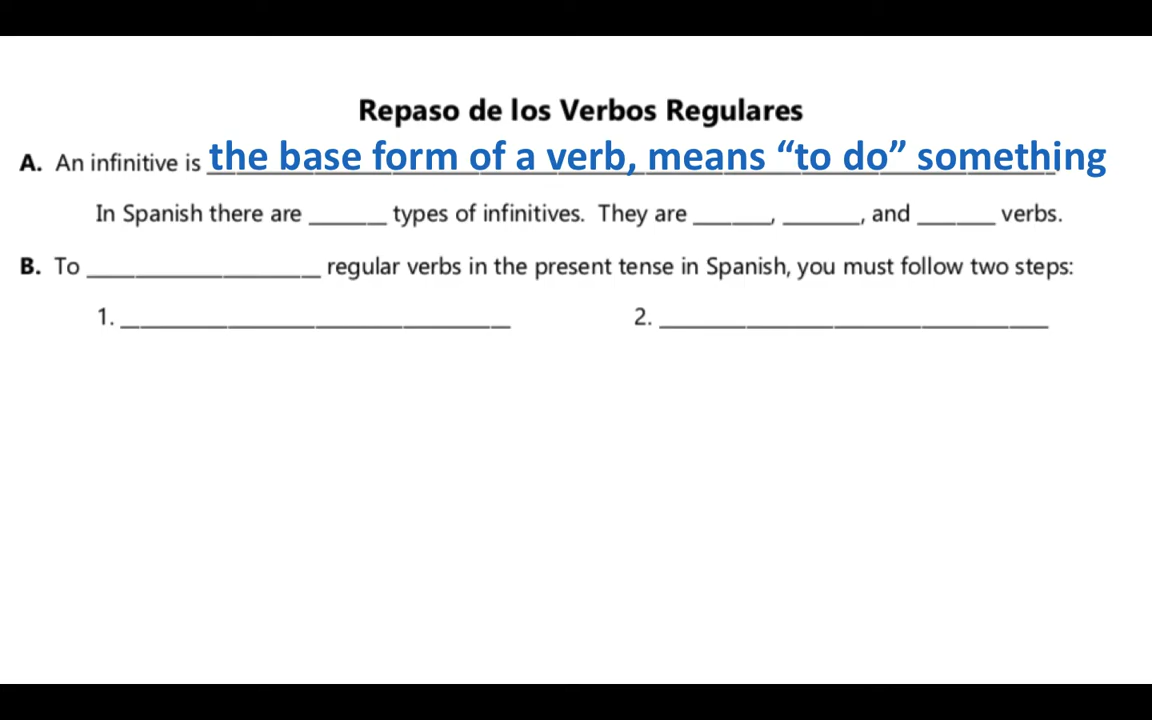 Repaso de los Verbos Regulares
A. An infinitive is the base form of a verb, means “to do” something
In Spanish there are _______ types of infinitives. They are _______, _______, and _______ verbs.
B. To _____________________ regular verbs in the present tense in Spanish, you must follow two steps:
1. ___________________________________ 2. ___________________________________